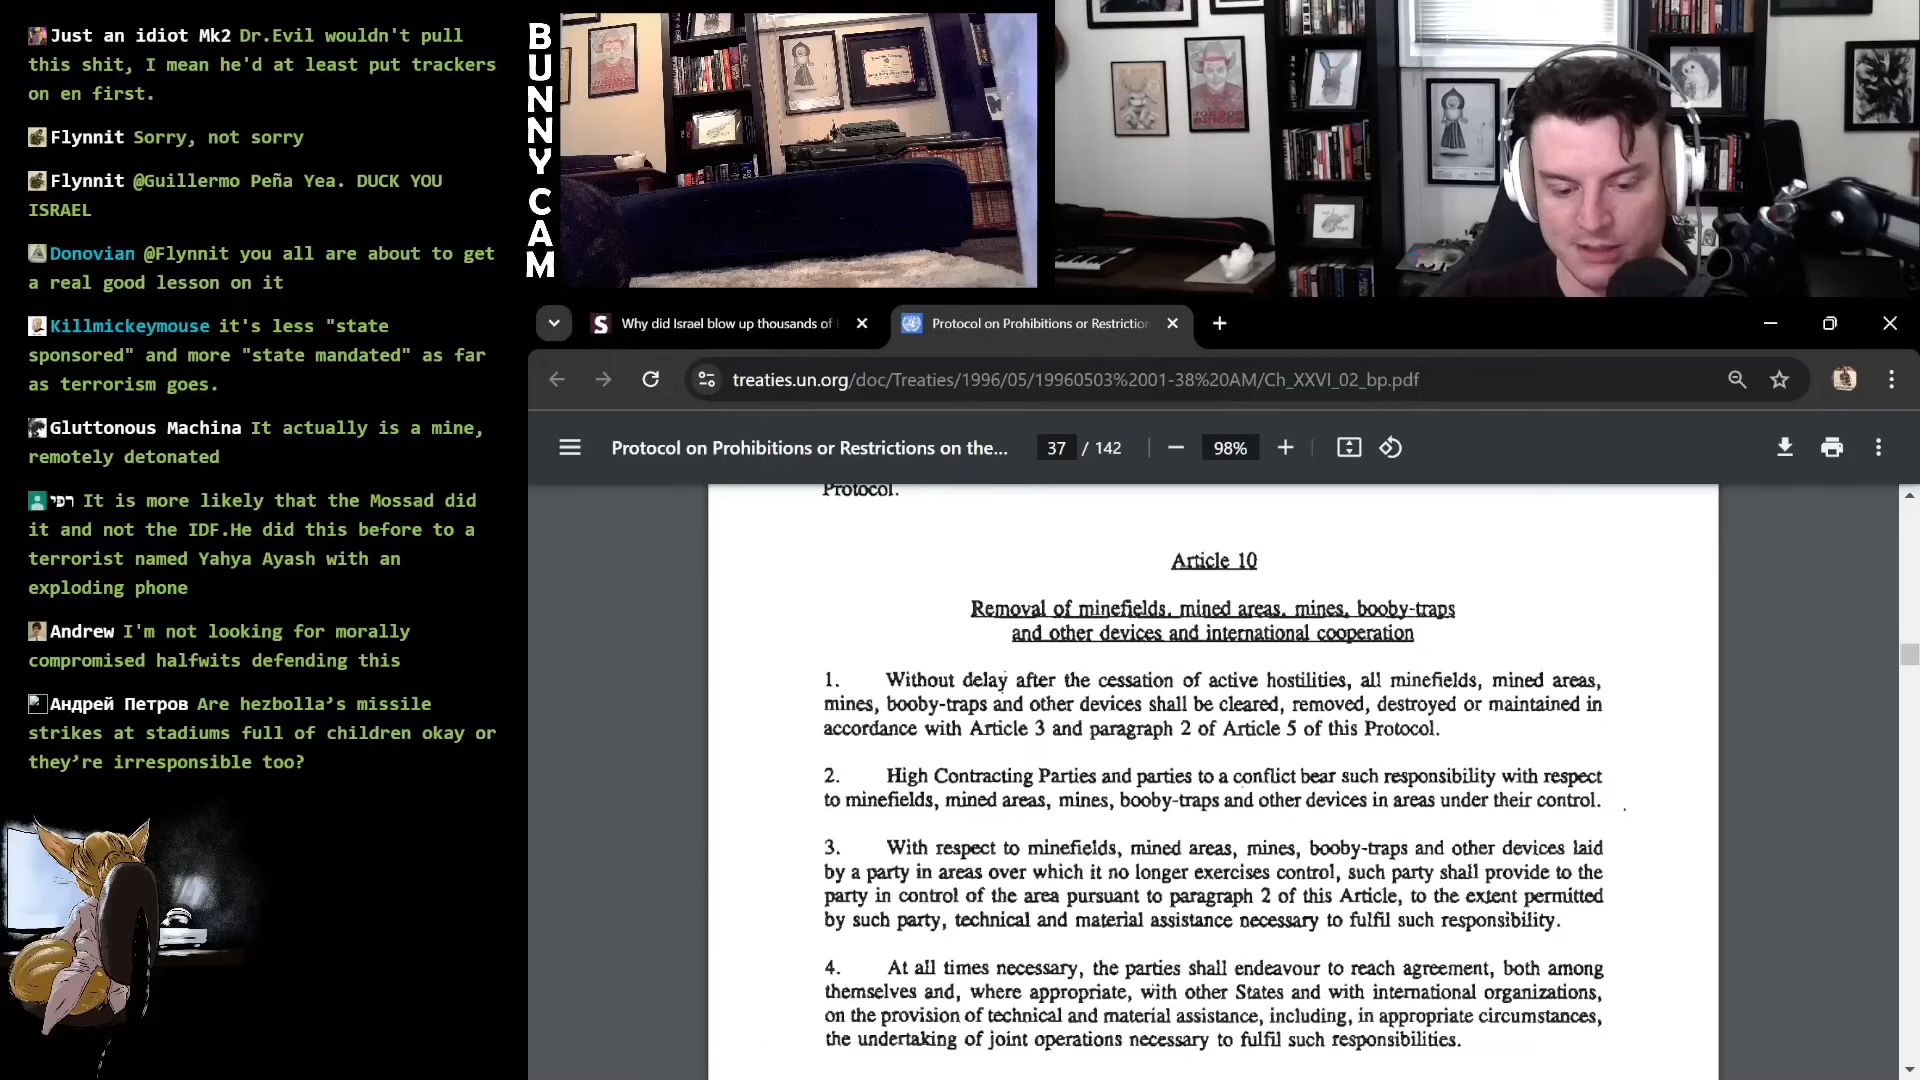 Just an idiot Mk2 Dr.Evil wouldn't pull
this shit, I mean he'd at least put trackers
on en first.
Flynnit Sorry, not sorry
Flynnit @Guillermo Peña Yea. DUCK YOU
ISRAEL
Donovian @Flynnit you all are about to get
a real good lesson on it
Killmickeymouse it's less "state
sponsored" and more "state mandated" as far
as terrorism goes.
Gluttonous Machina It actually is a mine,
remotely detonated
רפי It is more likely that the Mossad did
it and not the IDF.He did this before to a
terrorist named Yahya Ayash with an
exploding phone
Andrew I'm not looking for morally
compromised halfwits defending this
Андрей Петров Are hezbolla’s missile
strikes at stadiums full of children okay or
they’re irresponsible too?
BUNNY CAM
Why did Israel blow up thousands of
Protocol on Prohibitions or Restriction
treaties.un.org/doc/Treaties/1996/05/19960503%2001-38%20AM/Ch_XXVI_02_bp.pdf
Protocol on Prohibitions or Restrictions on the...
37 / 142
98%
Protocol.
Article 10
Removal of minefields, mined areas, mines, booby-traps
and other devices and international cooperation
1. Without delay after the cessation of active hostilities, all minefields, mined areas,
mines, booby-traps and other devices shall be cleared, removed, destroyed or maintained in
accordance with Article 3 and paragraph 2 of Article 5 of this Protocol.
2. High Contracting Parties and parties to a conflict bear such responsibility with respect
to minefields, mined areas, mines, booby-traps and other devices in areas under their control.
3. With respect to minefields, mined areas, mines, booby-traps and other devices laid
by a party in areas over which it no longer exercises control, such party shall provide to the
party in control of the area pursuant to paragraph 2 of this Article, to the extent permitted
by such party, technical and material assistance necessary to fulfil such responsibility.
4. At all times necessary, the parties shall endeavour to reach agreement, both among
themselves and, where appropriate, with other States and with international organizations,
on the provision of technical and material assistance, including, in appropriate circumstances,
the undertaking of joint operations necessary to fulfil such responsibilities.